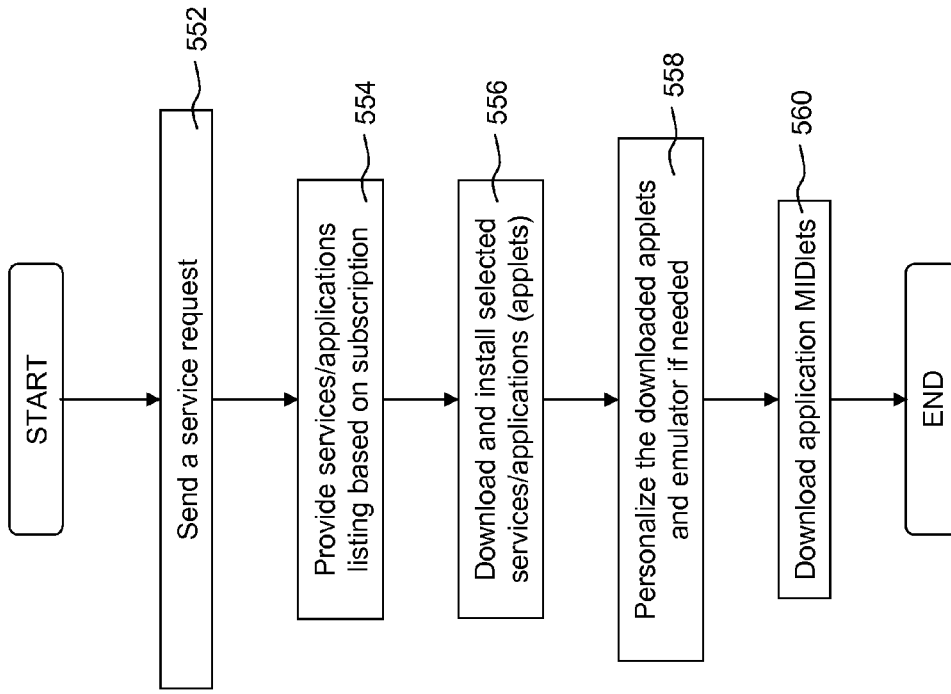 START
Send a service request
552
Provide services/applications
listing based on subscription
554
Download and install selected
services/applications (applets)
556
Personalize the downloaded applets
and emulator if needed
558
Download application MIDlets
560
END